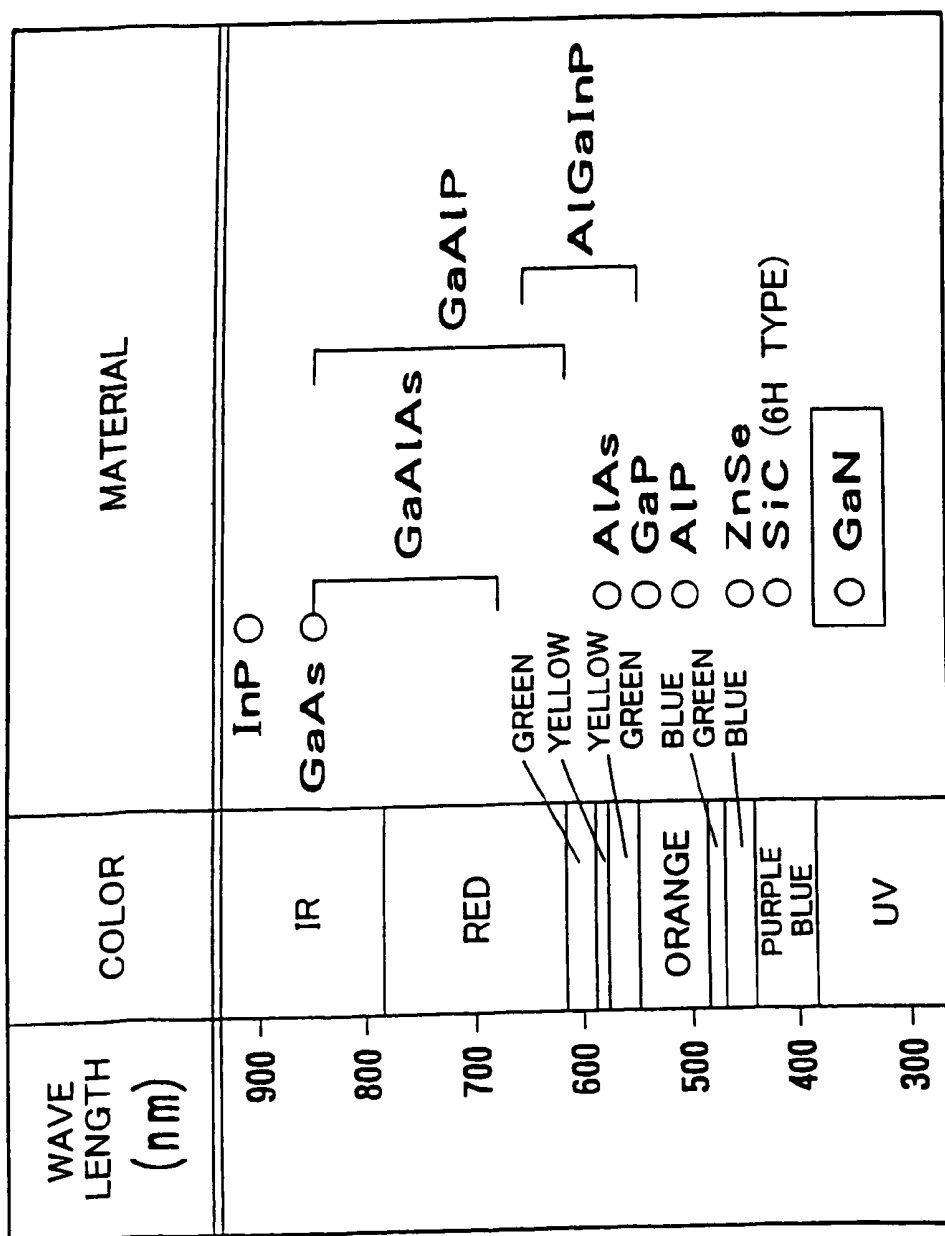 WAVE
LENGTH
(nm)
COLOR
MATERIAL
900
800
700
600
500
400
300
IR
RED
ORANGE
PURPLE
BLUE
UV
GREEN
YELLOW
YELLOW
GREEN
BLUE
GREEN
BLUE
InP
GaAs
GaAlAs
GaAlP
AlGaInP
AlAs
GaP
AlP
ZnSe
SiC (6H TYPE)
GaN